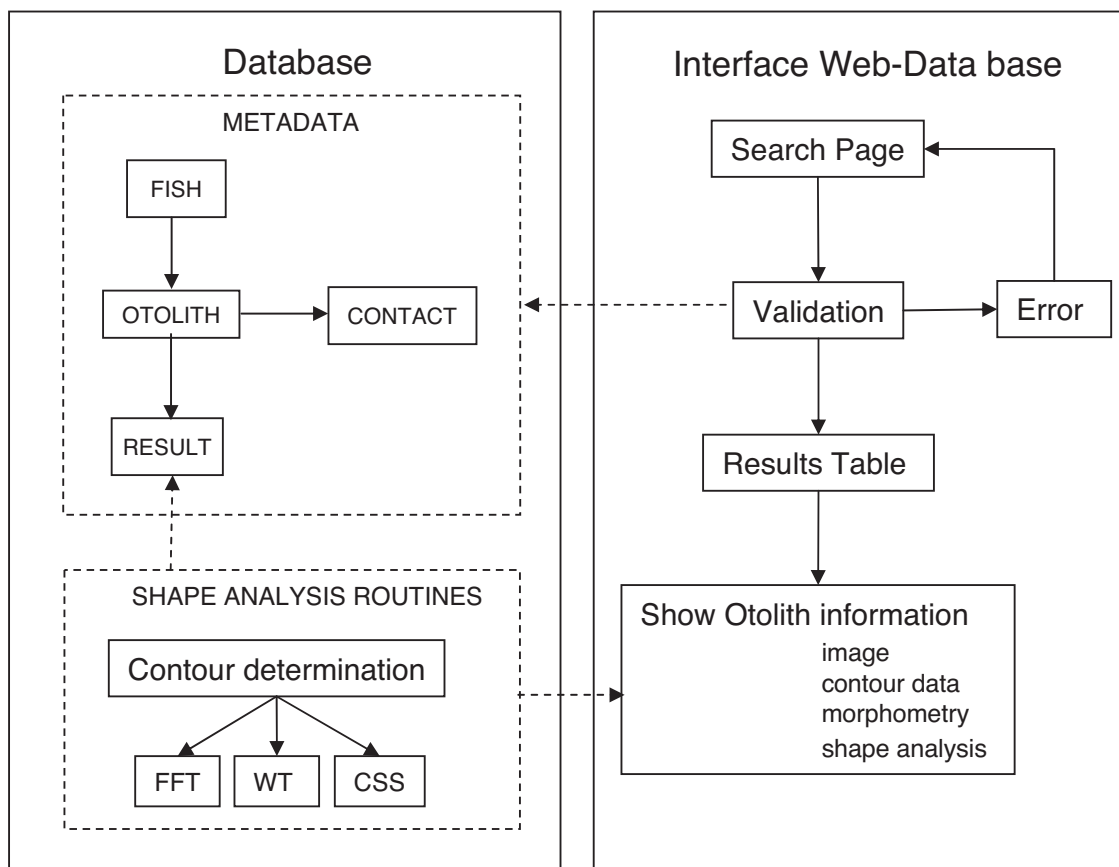 Database
METADATA
FISH
OTOLITH
CONTACT
RESULT
SHAPE ANALYSIS ROUTINES
Contour determination
FFT
WT
CSS
Interface Web-Data base
Search Page
Validation
Error
Results Table
Show Otolith information
image
contour data
morphometry
shape analysis